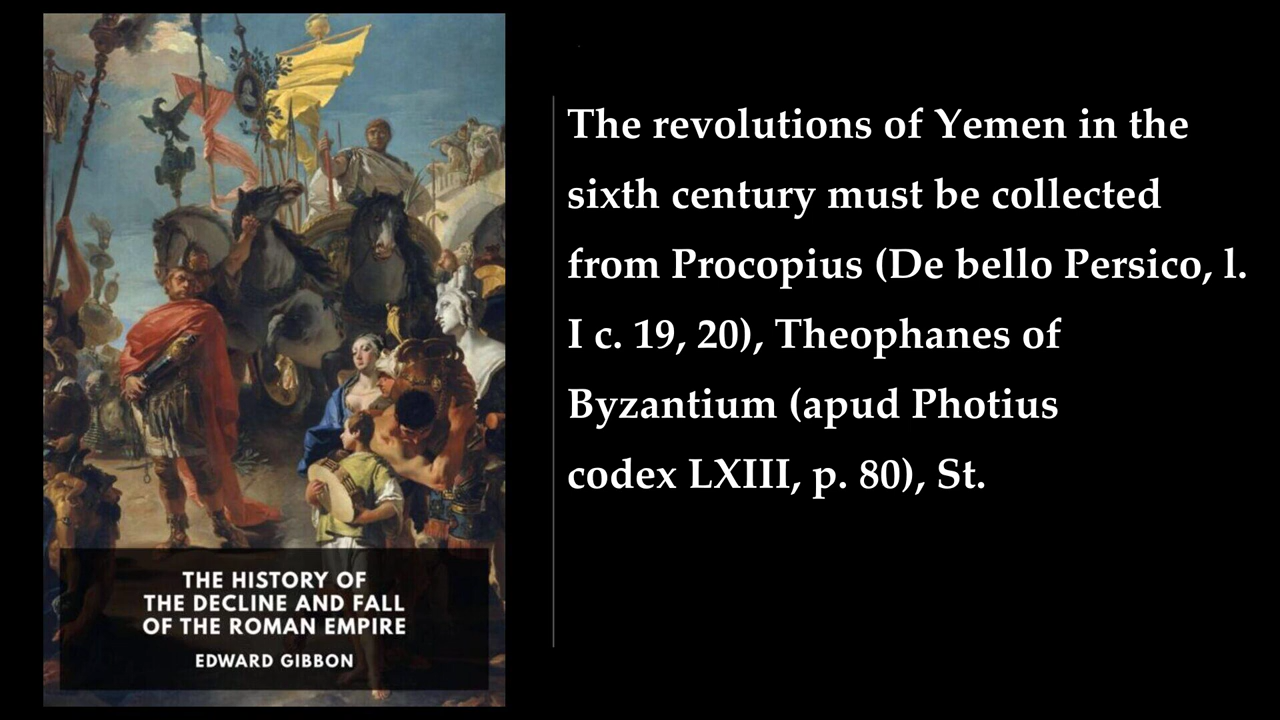 THE HISTORY OF
THE DECLINE AND FALL
OF THE ROMAN EMPIRE
EDWARD GIBBON
The revolutions of Yemen in the
sixth century must be collected
from Procopius (De bello Persico, l.
I c. 19, 20), Theophanes of
Byzantium (apud Photius
codex LXIII, p. 80), St.